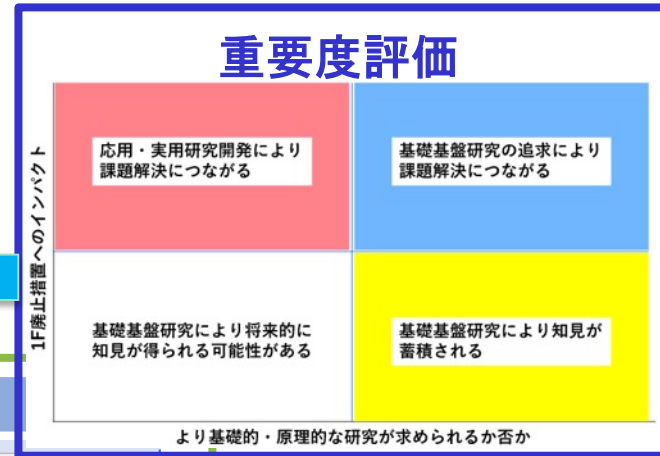 重要度評価
1F廃止措置へのインパクト
応用・実用研究開発により
課題解決につながる
基礎基盤研究の追求により
課題解決につながる
基礎基盤研究により将来的に
知見が得られる可能性がある
基礎基盤研究により知見が
蓄積される
より基礎的・原理的な研究が求められるか否か